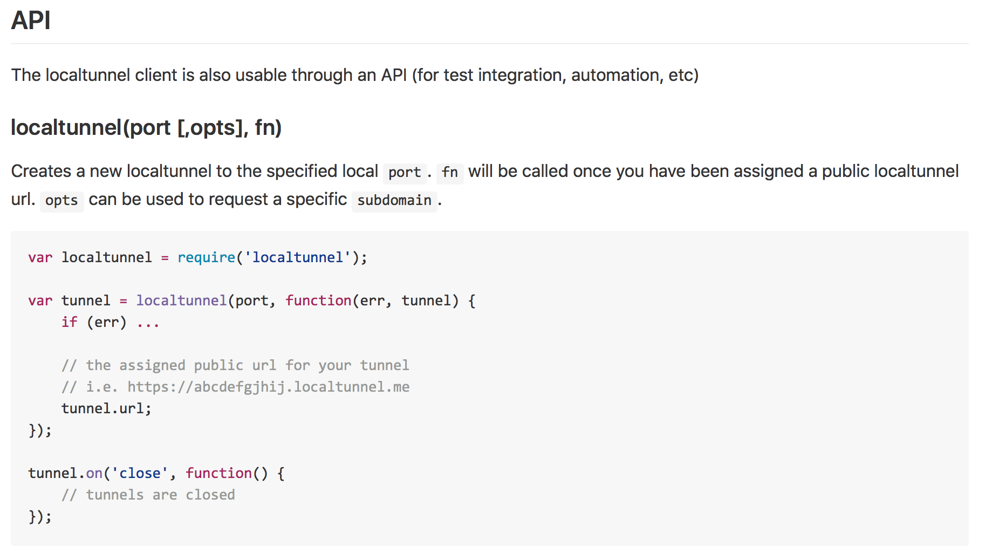 API
The localtunnel client is also usable through an API (for test integration, automation, etc)
localtunnel(port [,opts], fn)
Creates a new localtunnel to the specified local port. fn will be called once you have been assigned a public localtunnel
url. opts can be used to request a specific subdomain.
var localtunnel = require('localtunnel');
var tunnel = localtunnel(port, function(err, tunnel) {
    if (err) ...
    // the assigned public url for your tunnel
    // i.e. https://abcdefgjhij.localtunnel.me
    tunnel.url;
});
tunnel.on('close', function() {
    // tunnels are closed
});